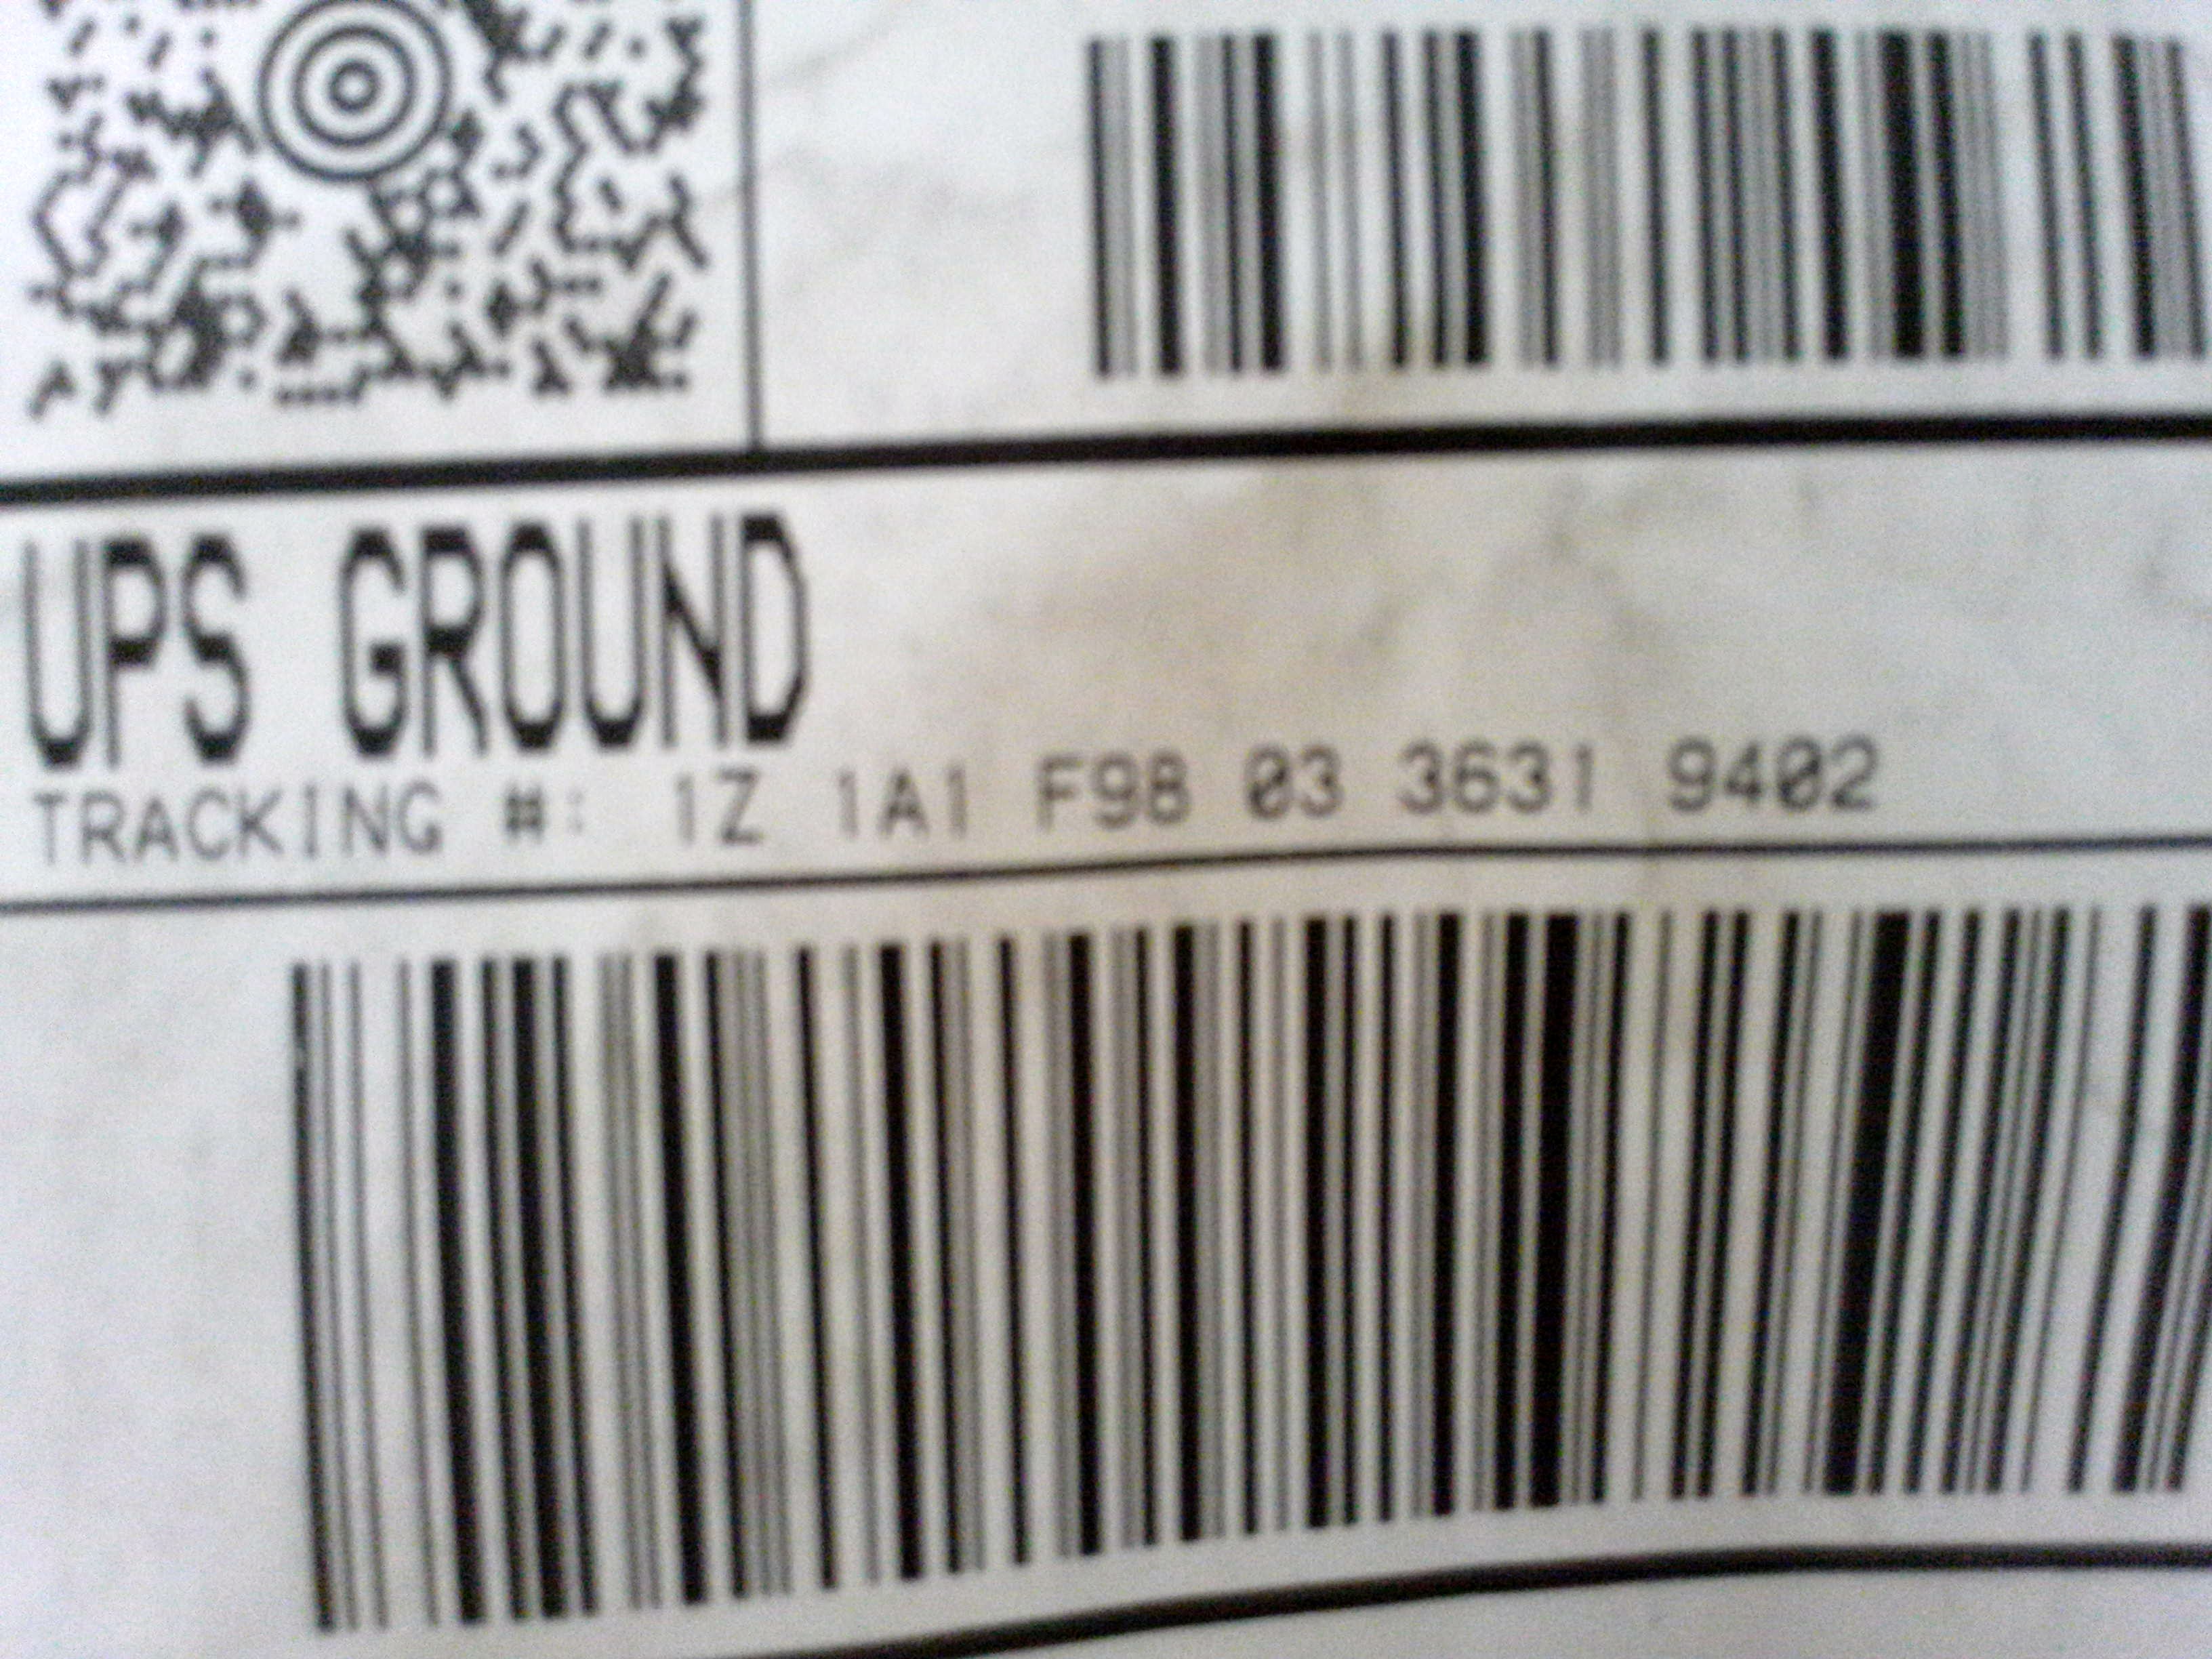 UPS GROUND
TRACKING #: 1Z 1A1 F98 03 3631 9402